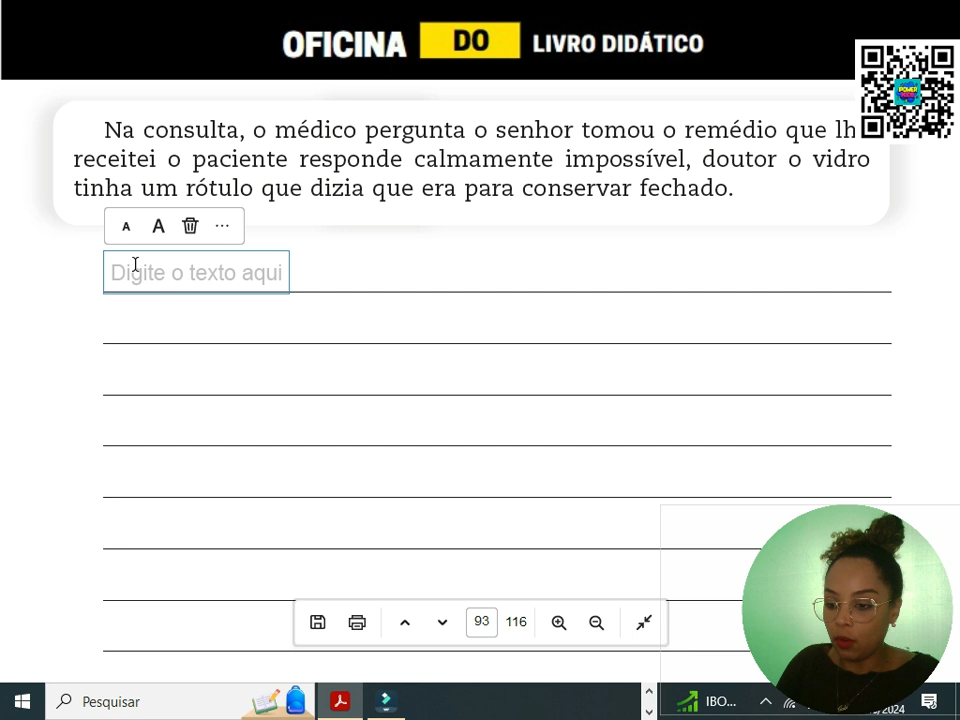 OFICINA DO LIVRO DIDÁTICO
Na consulta, o médico pergunta o senhor tomou o remédio que lh
receitei o paciente responde calmamente impossível, doutor o vidro
tinha um rótulo que dizia que era para conservar fechado.
A A ...
Digite o texto aqui
93 116
Pesquisar
IBO...
2024